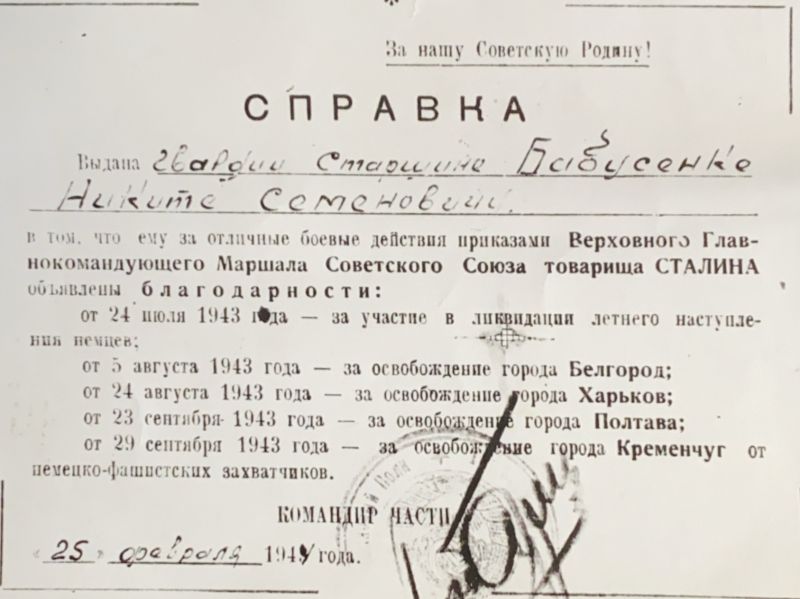 За нашу Советскую Родину!
СПРАВКА
Выдана Гвардии Старшине Бабусенке
Никите Семеновичу.
в том, что ему за отличные боевые действия приказами Верховного Глав-
нокомандующего Маршала Советского Союза товарища СТАЛИНА
объявлены благодарности:
от 24 июля 1943 года — за участие в ликвидации летнего наступле-
ния немцев;
от 5 августа 1943 года — за освобождение города Белгород;
от 24 августа 1943 года — за освобождение города Харьков;
от 23 сентября 1943 года — за освобождение города Полтава;
от 29 сентября 1943 года — за освобождение города Кременчуг от
немецко-фашистских захватчиков.
КОМАНДИР ЧАСТИ
«25» февраля 1944 года.